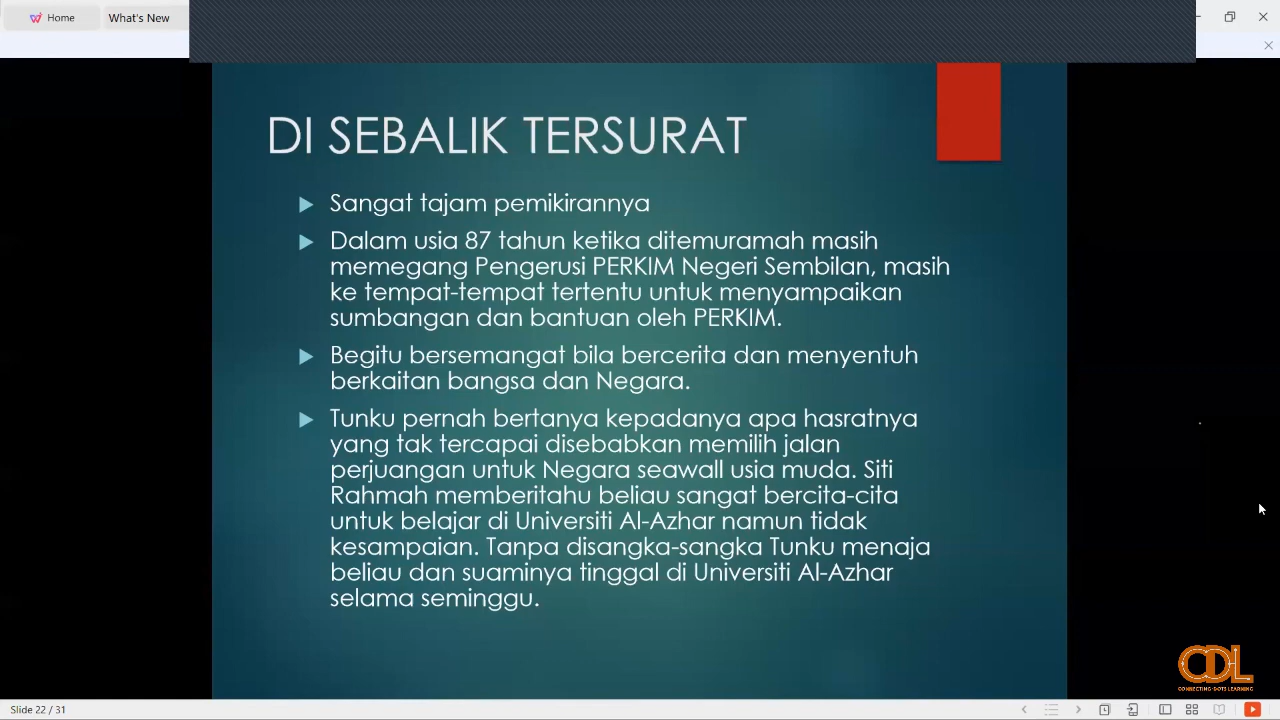 Home
What's New
DI SEBALIK TERSURAT
Sangat tajam pemikirannya
Dalam usia 87 tahun ketika ditemuramah masih
memegang Pengerusi PERKIM Negeri Sembilan, masih
ke tempat-tempat tertentu untuk menyampaikan
sumbangan dan bantuan oleh PERKIM.
Begitu bersemangat bila bercerita dan menyentuh
berkaitan bangsa dan Negara.
Tunku pernah bertanya kepadanya apa hasratnya
yang tak tercapai disebabkan memilih jalan
perjuangan untuk Negara seawall usia muda. Siti
Rahmah memberitahu beliau sangat bercita-cita
untuk belajar di Universiti Al-Azhar namun tidak
kesampaian. Tanpa disangka-sangka Tunku menaja
beliau dan suaminya tinggal di Universiti Al-Azhar
selama seminggu.
CDL
CONNECTING DOTS LEARNING
Slide 22 / 31